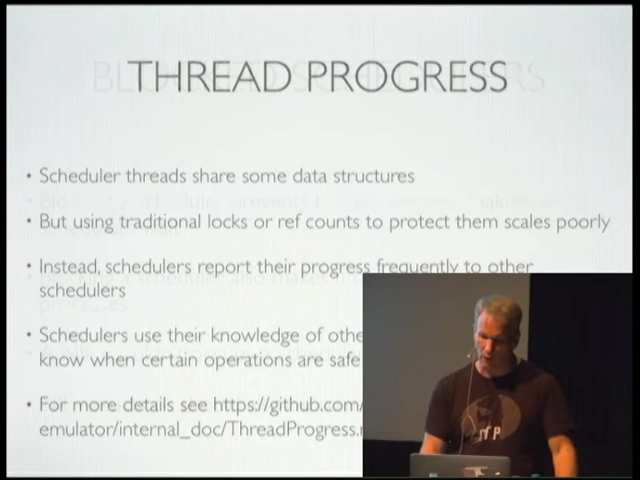 THREAD PROGRESS
• Scheduler threads share some data structures
• But using traditional locks or ref counts to protect them scales poorly
• Instead, schedulers report their progress frequently to other
schedulers
• Schedulers use their knowledge of
know when certain operations are safe
• For more details see https://github.com/
emulator/internal_doc/ThreadProgress.